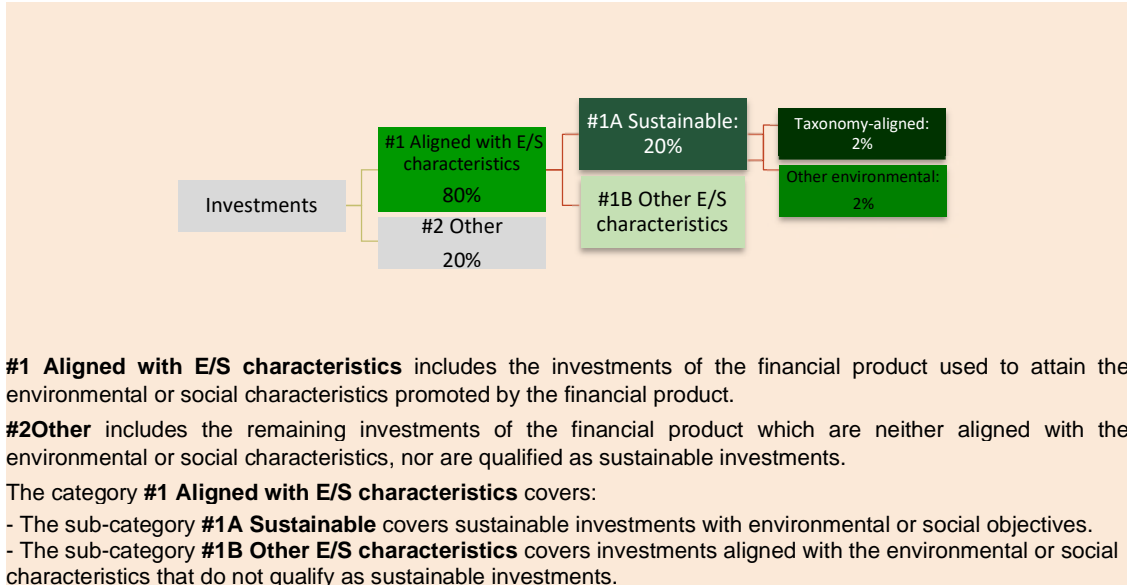 Investments
#1 Aligned with E/S
characteristics
80%
#2 Other
20%
#1A Sustainable:
20%
#1B Other E/S
characteristics
Taxonomy-aligned:
2%
Other environmental:
2%
#1 Aligned with E/S characteristics includes the investments of the financial product used to attain the
environmental or social characteristics promoted by the financial product.
#2Other includes the remaining investments of the financial product which are neither aligned with the
environmental or social characteristics, nor are qualified as sustainable investments.
The category #1 Aligned with E/S characteristics covers:
- The sub-category #1A Sustainable covers sustainable investments with environmental or social objectives.
- The sub-category #1B Other E/S characteristics covers investments aligned with the environmental or social
characteristics that do not qualify as sustainable investments.